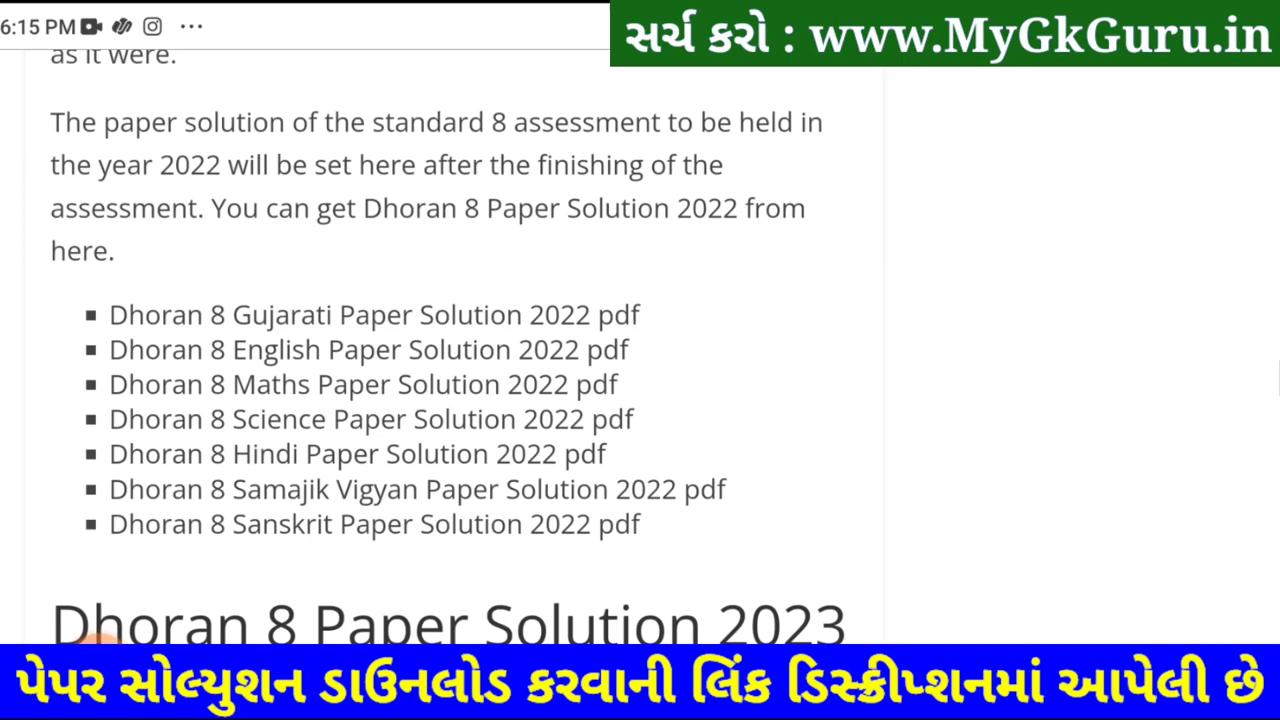 6:15 PM
સર્ચ કરો : www.MyGkGuru.in
as it were.
The paper solution of the standard 8 assessment to be held in
the year 2022 will be set here after the finishing of the
assessment. You can get Dhoran 8 Paper Solution 2022 from
here.
▪ Dhoran 8 Gujarati Paper Solution 2022 pdf
▪ Dhoran 8 English Paper Solution 2022 pdf
▪ Dhoran 8 Maths Paper Solution 2022 pdf
▪ Dhoran 8 Science Paper Solution 2022 pdf
▪ Dhoran 8 Hindi Paper Solution 2022 pdf
▪ Dhoran 8 Samajik Vigyan Paper Solution 2022 pdf
▪ Dhoran 8 Sanskrit Paper Solution 2022 pdf
Dhoran 8 Paper Solution 2023
પેપર સોલ્યુશન ડાઉનલોડ કરવાની લિંક ડિસ્ક્રીપ્શનમાં આપેલી છે